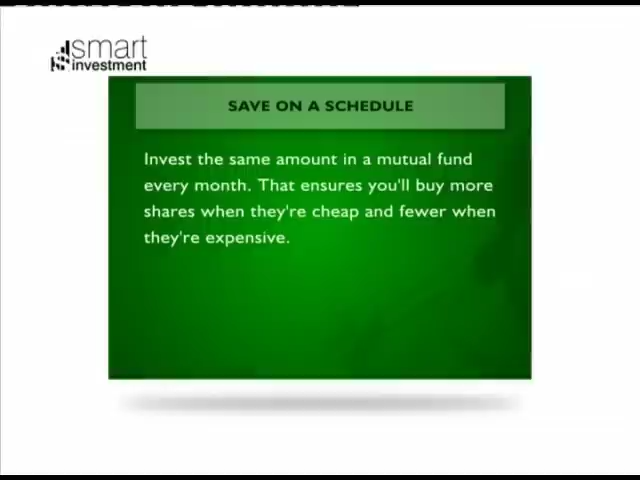 smart
investment
SAVE ON A SCHEDULE
Invest the same amount in a mutual fund
every month. That ensures you'll buy more
shares when they're cheap and fewer when
they're expensive.